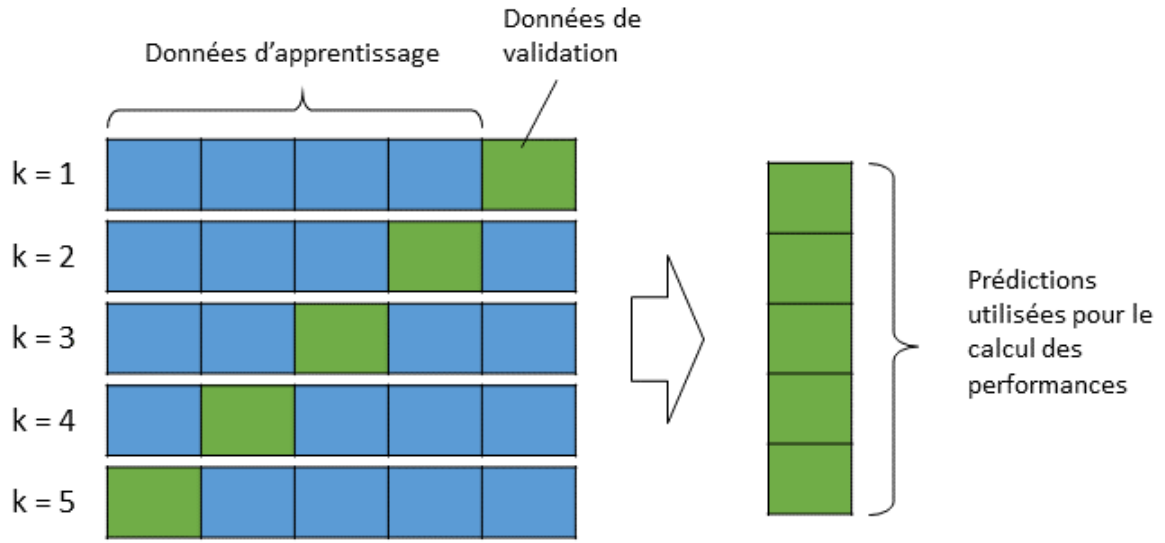 Données de
validation
Données d'apprentissage
k = 1
k = 2
k = 3
k = 4
k = 5
Prédictions
utilisées pour le
calcul des
performances